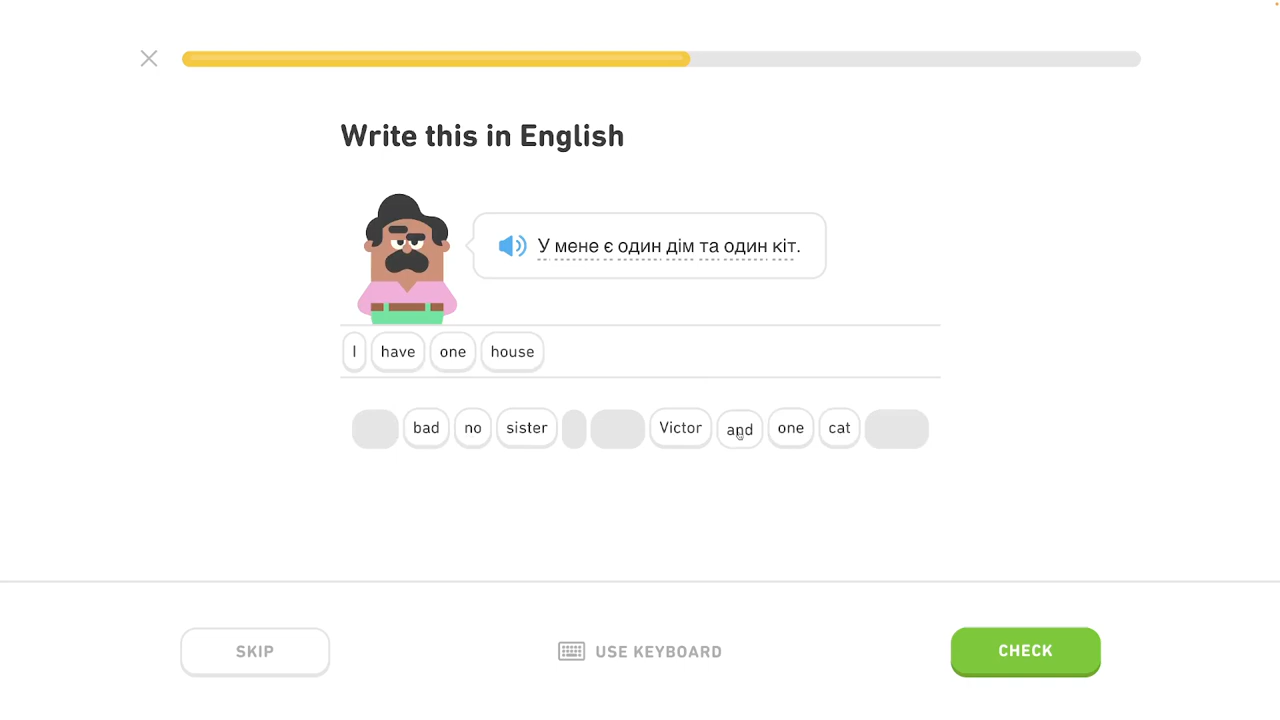 Write this in English
У мене є один дім та один кіт.
I have one house
bad no sister Victor and one cat
SKIP USE KEYBOARD CHECK